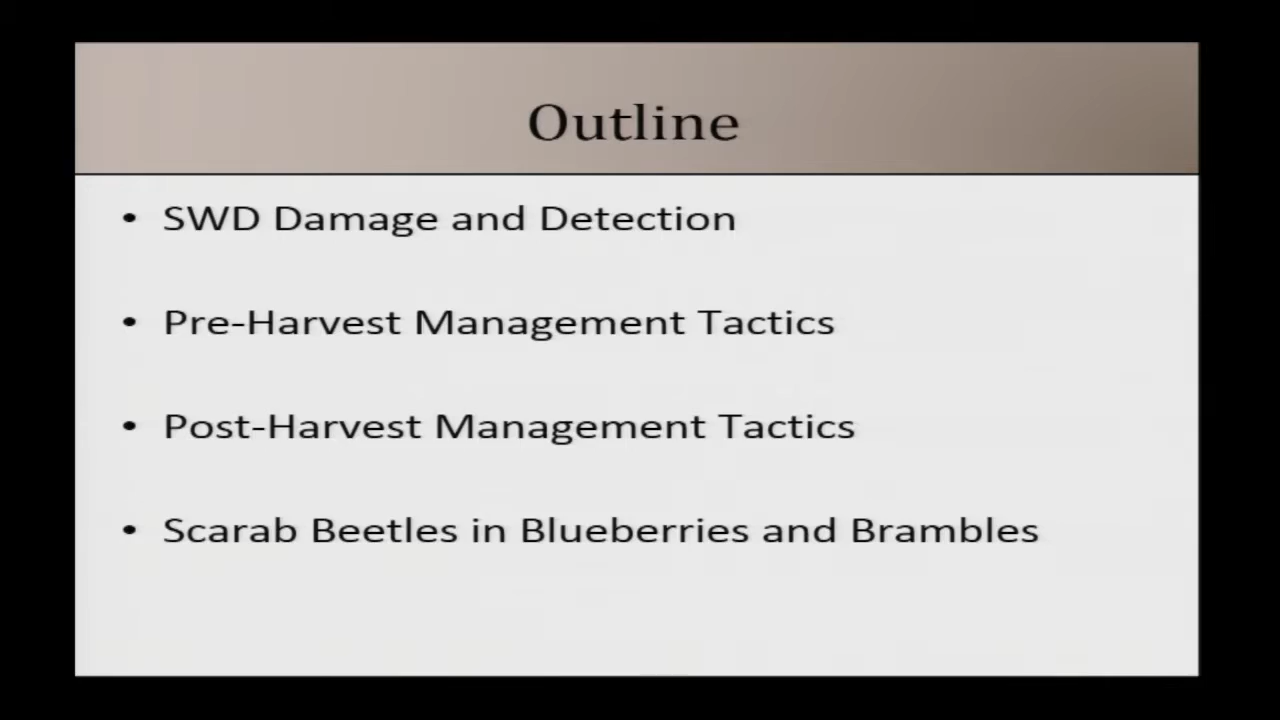 Outline
• SWD Damage and Detection
• Pre-Harvest Management Tactics
• Post-Harvest Management Tactics
• Scarab Beetles in Blueberries and Brambles